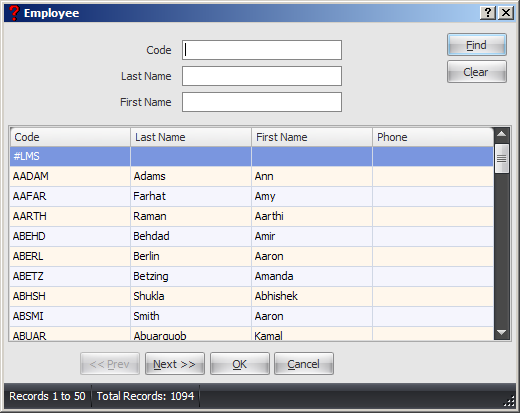 ? Employee ? X
Code
Find
Last Name
Clear
First Name
Code Last Name First Name Phone
#LMS
AADAM Adams Ann
AAFAR Farhat Amy
AARTH Raman Aarthi
ABEHD Behdad Amir
ABERL Berlin Aaron
ABETZ Betzing Amanda
ABHSH Shukla Abhishek
ABSMI Smith Aaron
ABUAR Abuarquob Kamal
<< Prev Next >> OK Cancel
Records 1 to 50 Total Records: 1094